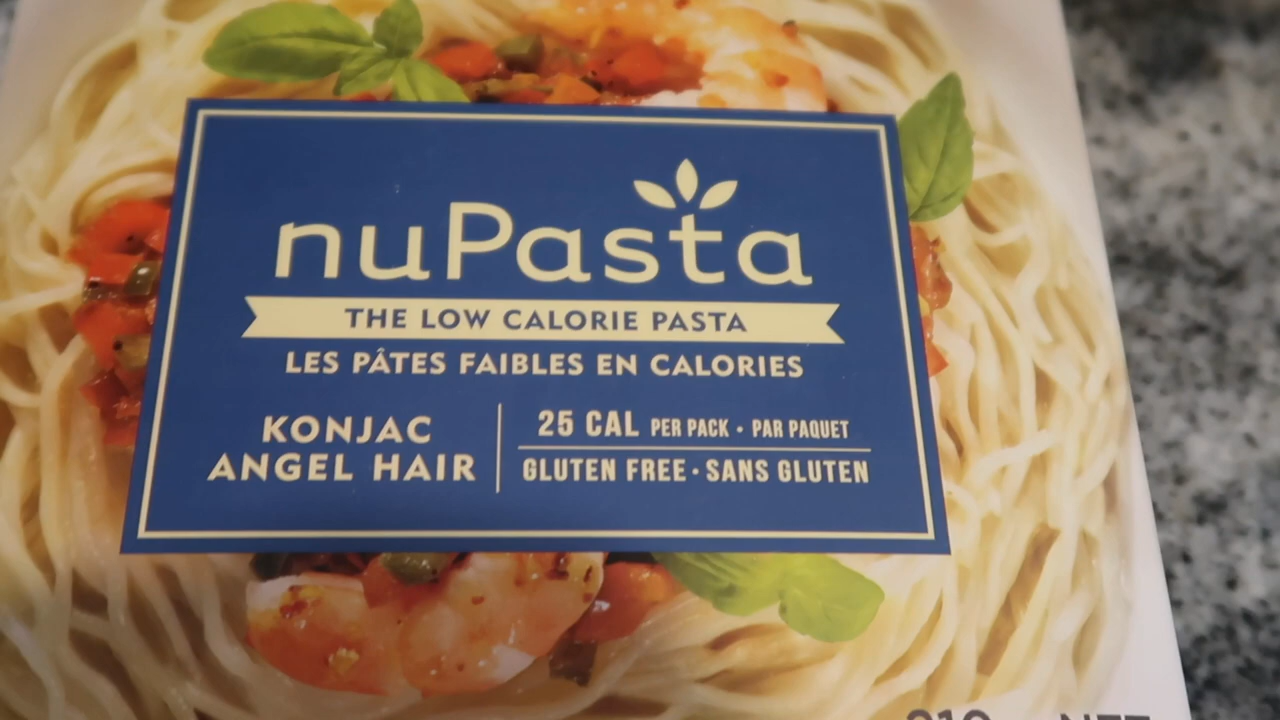 nuPasta
THE LOW CALORIE PASTA
LES PÂTES FAIBLES EN CALORIES
KONJAC
ANGEL HAIR
25 CAL PER PACK • PAR PAQUET
GLUTEN FREE • SANS GLUTEN